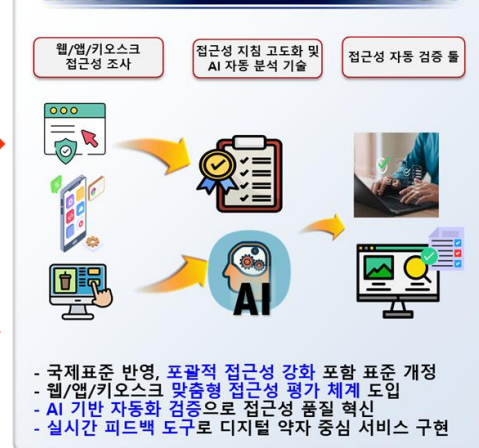 웹/앱/키오스크
접근성 조사
접근성 지침 고도화 및
AI 자동 분석 기술
접근성 자동 검증 툴
AI
- 국제표준 반영, 포괄적 접근성 강화 포함 표준 개정
- 웹/앱/키오스크 맞춤형 접근성 평가 체계 도입
- AI 기반 자동화 검증으로 접근성 품질 혁신
- 실시간 피드백 도구로 디지털 약자 중심 서비스 구현